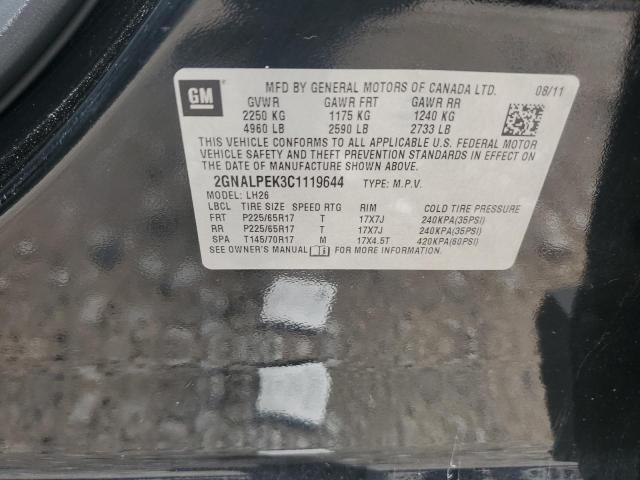 GM
MFD BY GENERAL MOTORS OF CANADA LTD. 08/11
GVWR GAWR FRT GAWR RR
2250 KG 1175 KG 1240 KG
4960 LB 2590 LB 2733 LB
THIS VEHICLE CONFORMS TO ALL APPLICABLE U.S. FEDERAL MOTOR
VEHICLE SAFETY AND THEFT PREVENTION STANDARDS IN EFFECT ON
THE DATE OF MANUFACTURE SHOWN ABOVE.
2GNALPEK3C1119644 TYPE: M.P.V.
MODEL: LH26
LBCL TIRE SIZE SPEED RTG RIM COLD TIRE PRESSURE
FRT P225/65R17 T 17X7J 240KPA(35PSI)
RR P225/65R17 T 17X7J 240KPA(35PSI)
SPA T145/70R17 M 17X4.5T 420KPA(60PSI)
SEE OWNER'S MANUAL FOR ADDITIONAL INFORMATION.